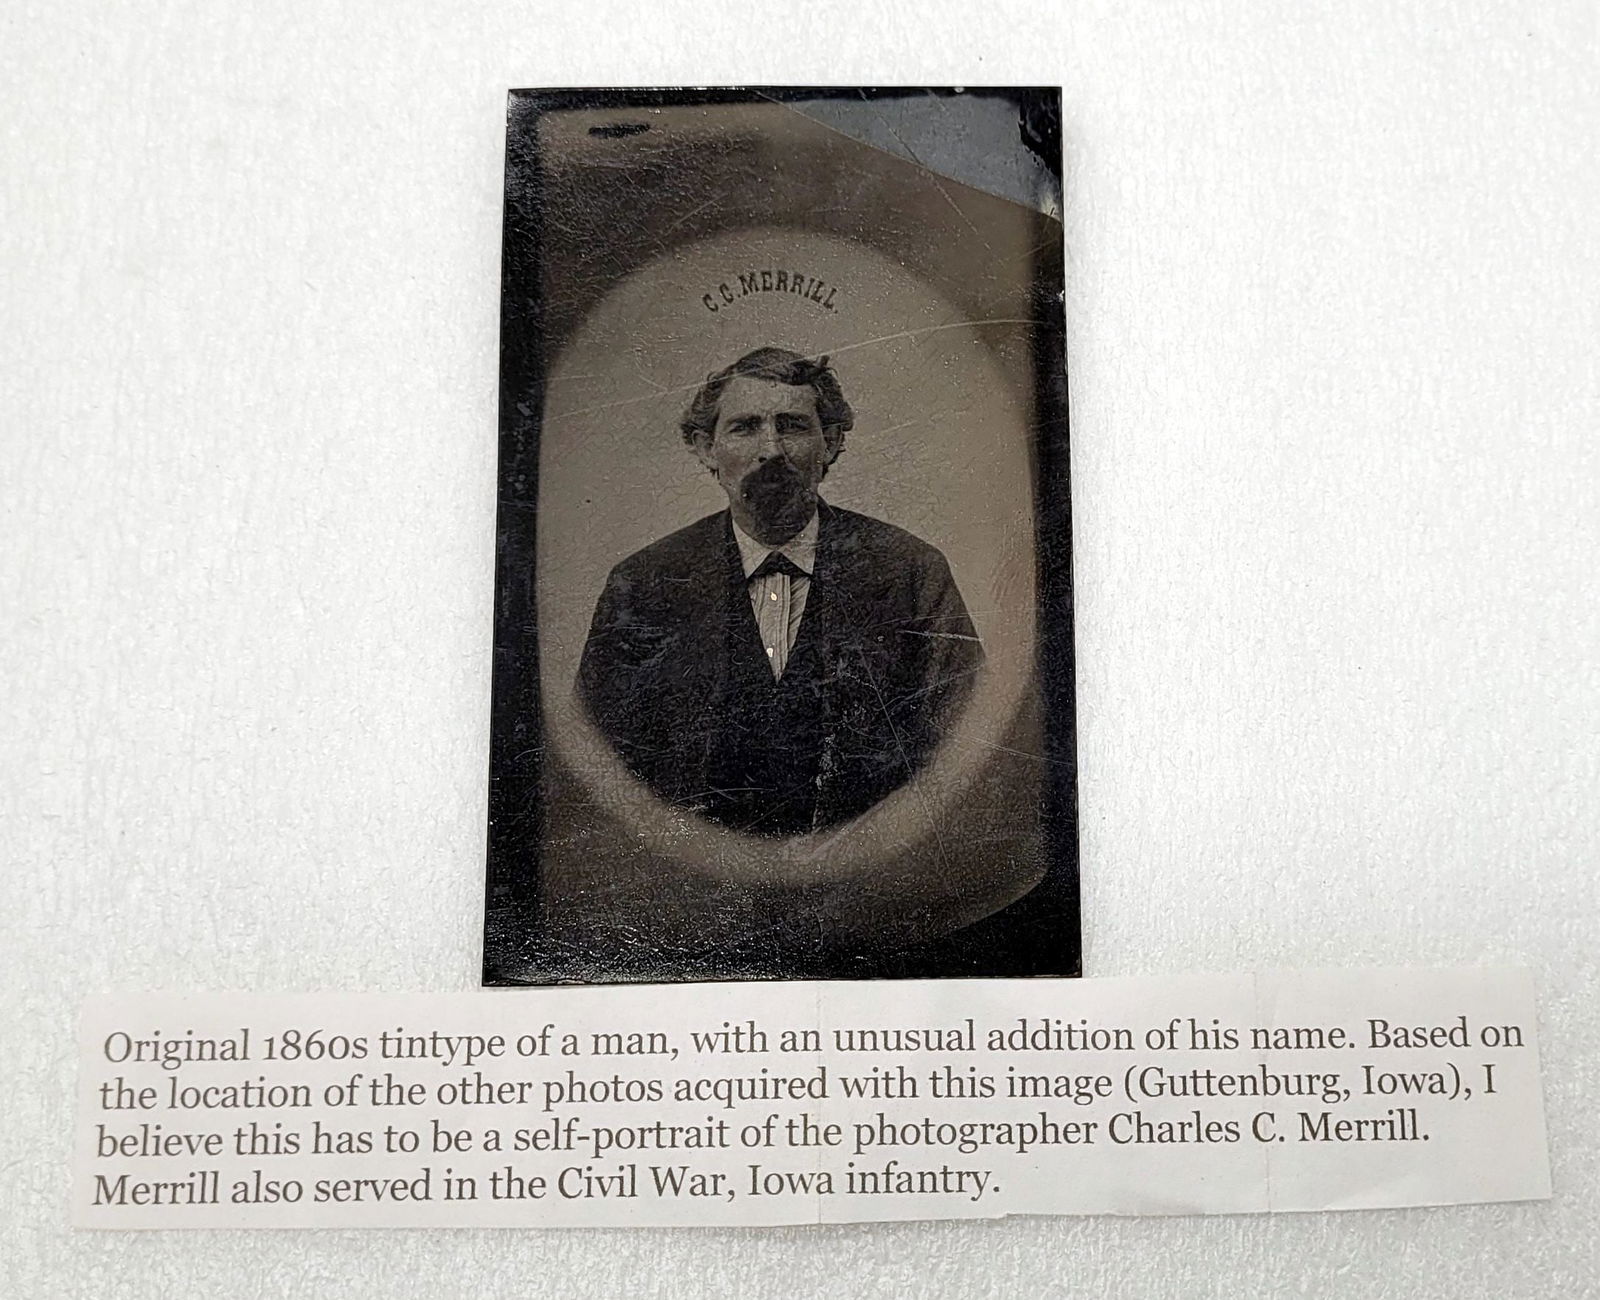 C.C. MERRILL.
Original 1860s tintype of a man, with an unusual addition of his name. Based on
the location of the other photos acquired with this image (Guttenburg, Iowa), I
believe this has to be a self-portrait of the photographer Charles C. Merrill.
Merrill also served in the Civil War, Iowa infantry.